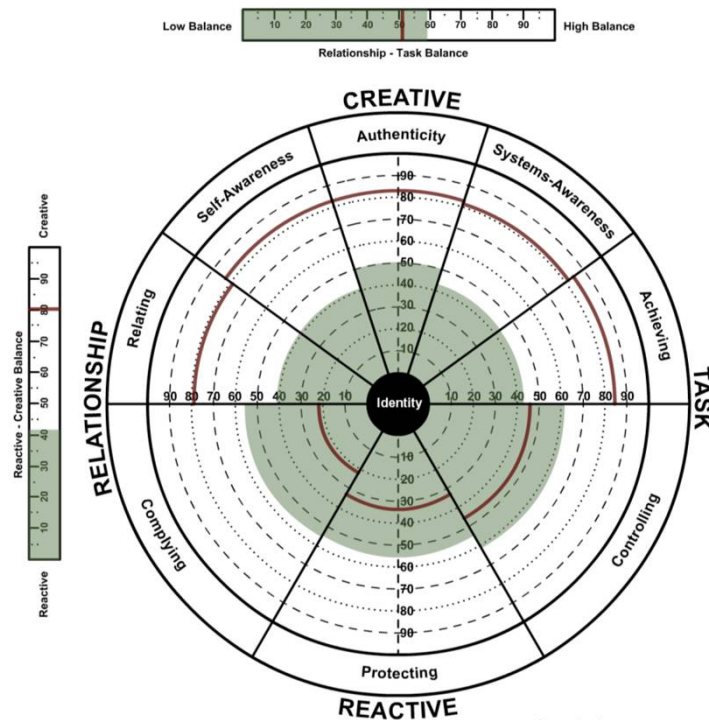 Low Balance
10 20 30 40 50 60 70 80 90
High Balance
Relationship - Task Balance
CREATIVE
Authenticity
Self-Awareness
Systems-Awareness
Relating
Achieving
Creative
90
80
70
60
50
40
30
20
10
Reactive - Creative Balance
Reactive
RELATIONSHIP
TASK
90
80
70
60
50
40
30
20
10
90 80 70 60 50 40 30 20 10
Identity
10 20 30 40 50 60 70 80 90
10
20
30
40
50
60
70
80
90
Complying
Controlling
Protecting
REACTIVE